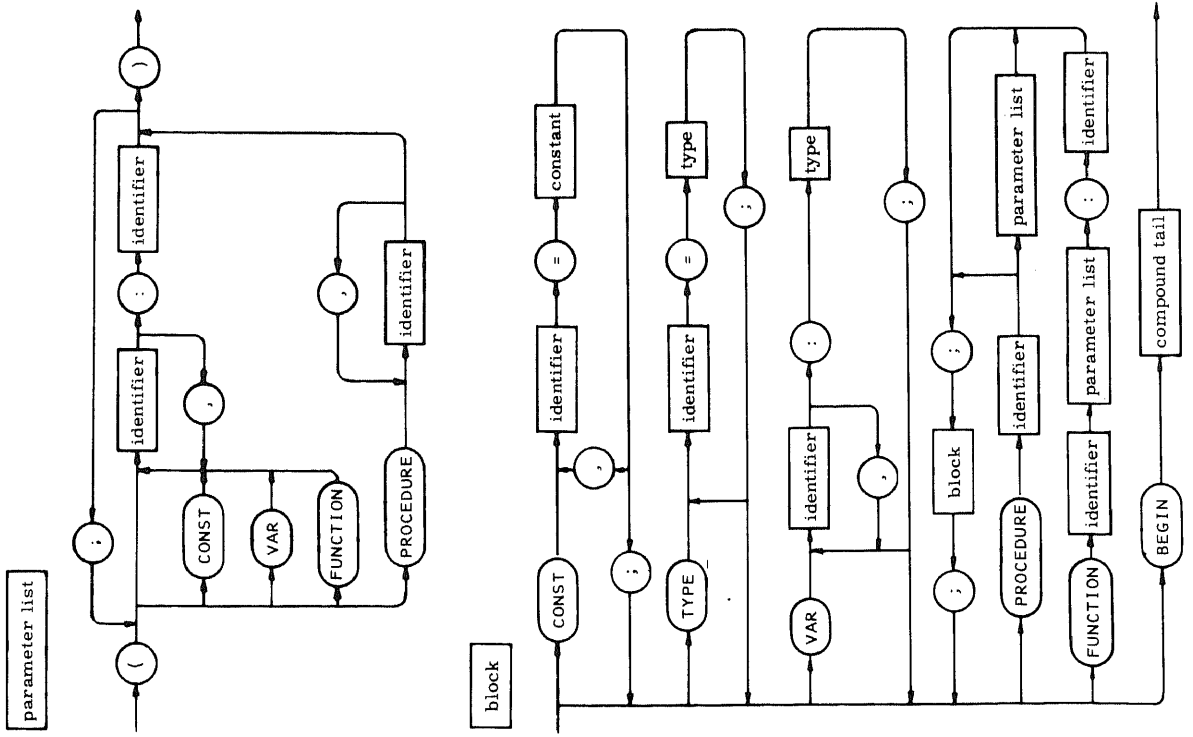 parameter list
;
( identifier : identifier )
CONST ,
VAR
FUNCTION ,
PROCEDURE identifier
block
CONST identifier = constant
,
;
TYPE identifier = type
;
VAR identifier : type
,
;
; block ;
PROCEDURE identifier parameter list
FUNCTION identifier parameter list : identifier
BEGIN compound tail